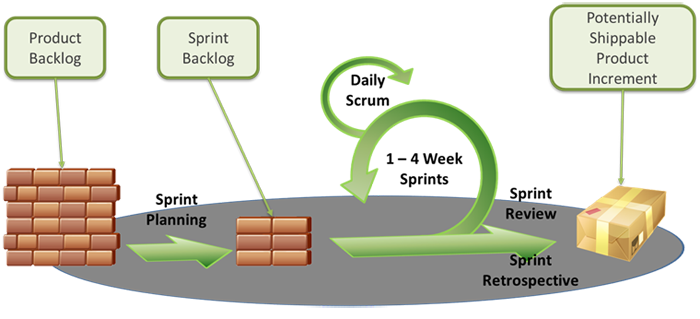 Product
Backlog
Sprint
Backlog
Potentially
Shippable
Product
Increment
Daily
Scrum
1 – 4 Week
Sprints
Sprint
Planning
Sprint
Review
Sprint
Retrospective